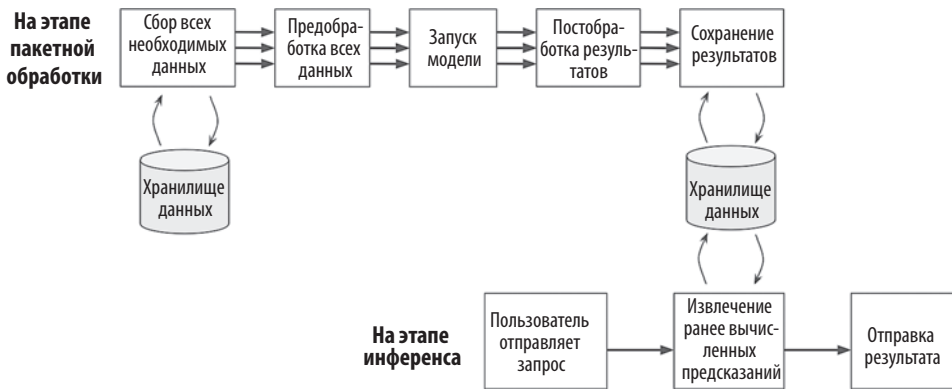 На этапе
пакетной
обработки
Сбор всех
необходимых
данных
Предобра-
ботка всех
данных
Запуск
модели
Постобра-
ботка резуль-
татов
Сохранение
результатов
Хранилище
данных
Хранилище
данных
На этапе
инференса
Пользователь
отправляет
запрос
Извлечение
ранее вычис-
ленных
предсказаний
Отправка
результата